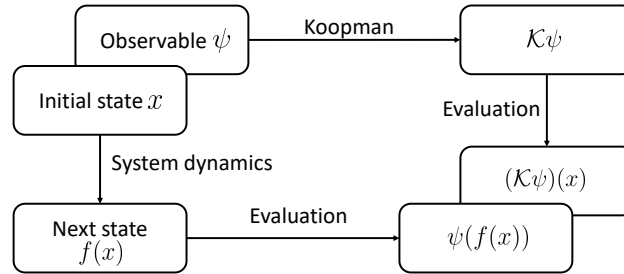 Observable ψ
Koopman
𝒦ψ
Initial state x
Evaluation
System dynamics
(𝒦ψ)(x)
Next state
f(x)
Evaluation
ψ(f(x))